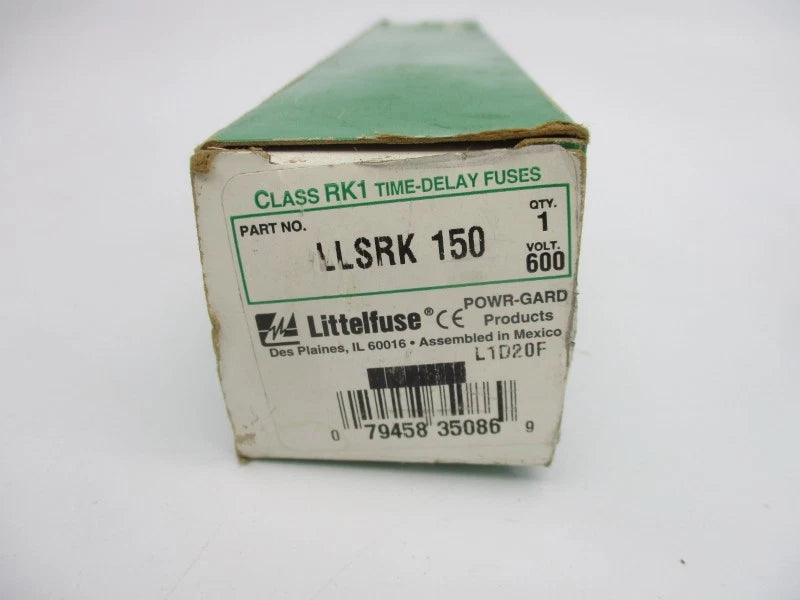 CLASS RK1 TIME-DELAY FUSES
PART NO.
LLSRK 150
QTY.
1
VOLT.
600
Littelfuse® CE
POWR-GARD
Products
Des Plaines, IL 60016 • Assembled in Mexico
L1D20F
0 79458 35086 9